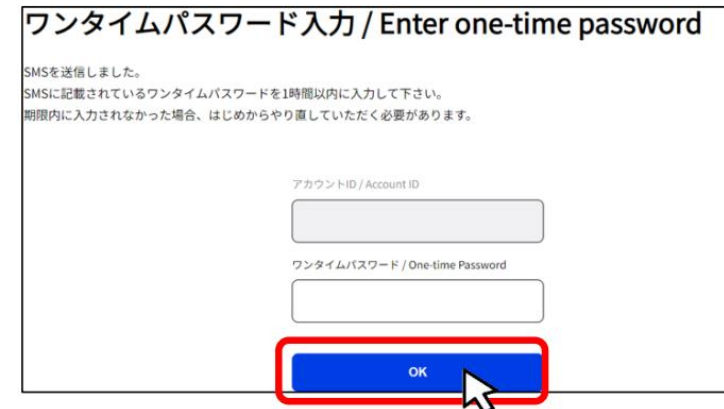 ワンタイムパスワード入力 / Enter one-time password
SMSを送信しました。
SMSに記載されているワンタイムパスワードを1時間以内に入力して下さい。
期限内に入力されなかった場合、はじめからやり直していただく必要があります。
アカウントID / Account ID
ワンタイムパスワード / One-time Password
OK